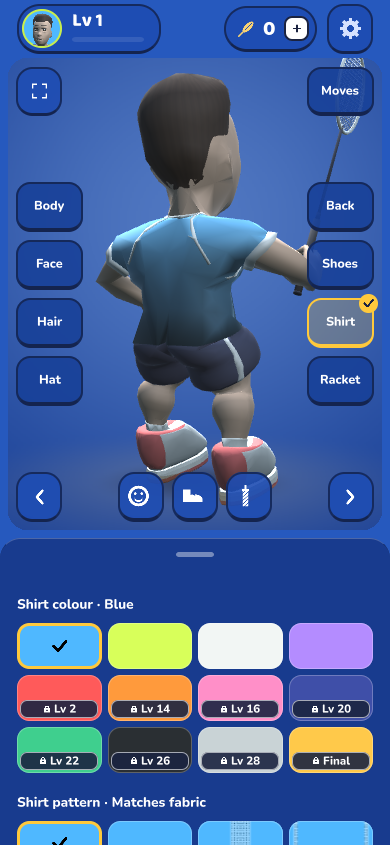 Lv 1
0 +
Moves
Body
Back
Face
Shoes
Hair
Shirt
Hat
Racket
Shirt colour · Blue
Lv 2
Lv 14
Lv 16
Lv 20
Lv 22
Lv 26
Lv 28
Final
Shirt pattern · Matches fabric